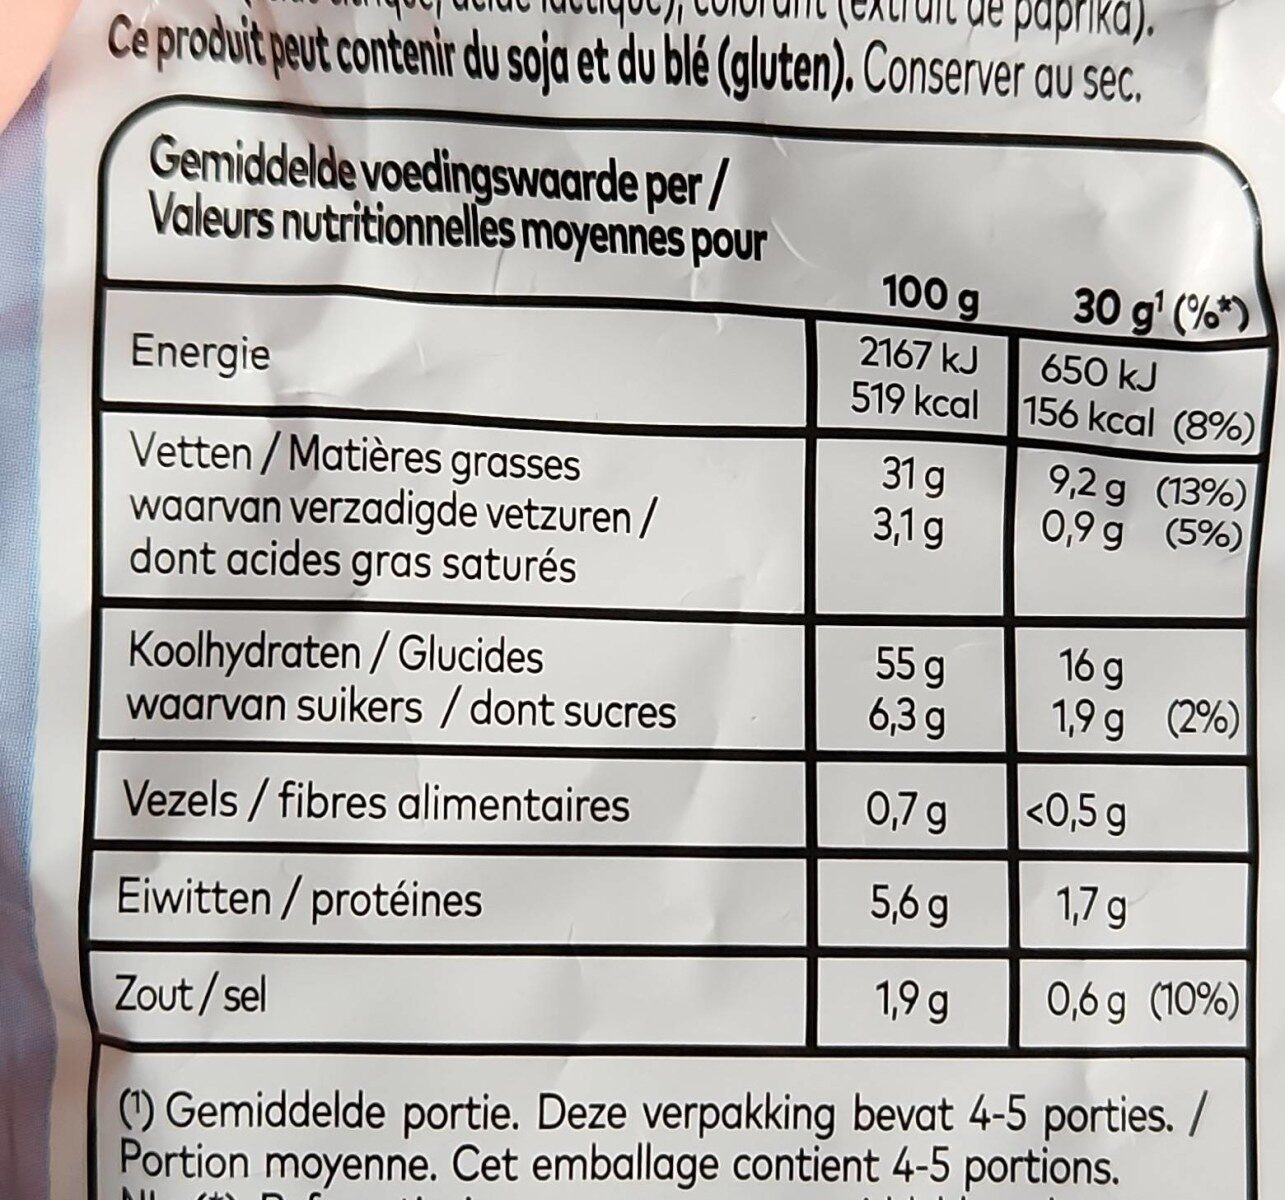 colorant (extrait de paprika).
Ce produit peut contenir du soja et du blé (gluten). Conserver au sec.
Gemiddelde voedingswaarde per /
Valeurs nutritionnelles moyennes pour
100 g 30 g¹ (%*)
Energie 2167 kJ 650 kJ
519 kcal 156 kcal (8%)
Vetten / Matières grasses 31 g 9,2 g (13%)
waarvan verzadigde vetzuren / 3,1 g 0,9 g (5%)
dont acides gras saturés
Koolhydraten / Glucides 55 g 16 g
waarvan suikers / dont sucres 6,3 g 1,9 g (2%)
Vezels / fibres alimentaires 0,7 g <0,5 g
Eiwitten / protéines 5,6 g 1,7 g
Zout / sel 1,9 g 0,6 g (10%)
(1) Gemiddelde portie. Deze verpakking bevat 4-5 porties. /
Portion moyenne. Cet emballage contient 4-5 portions.